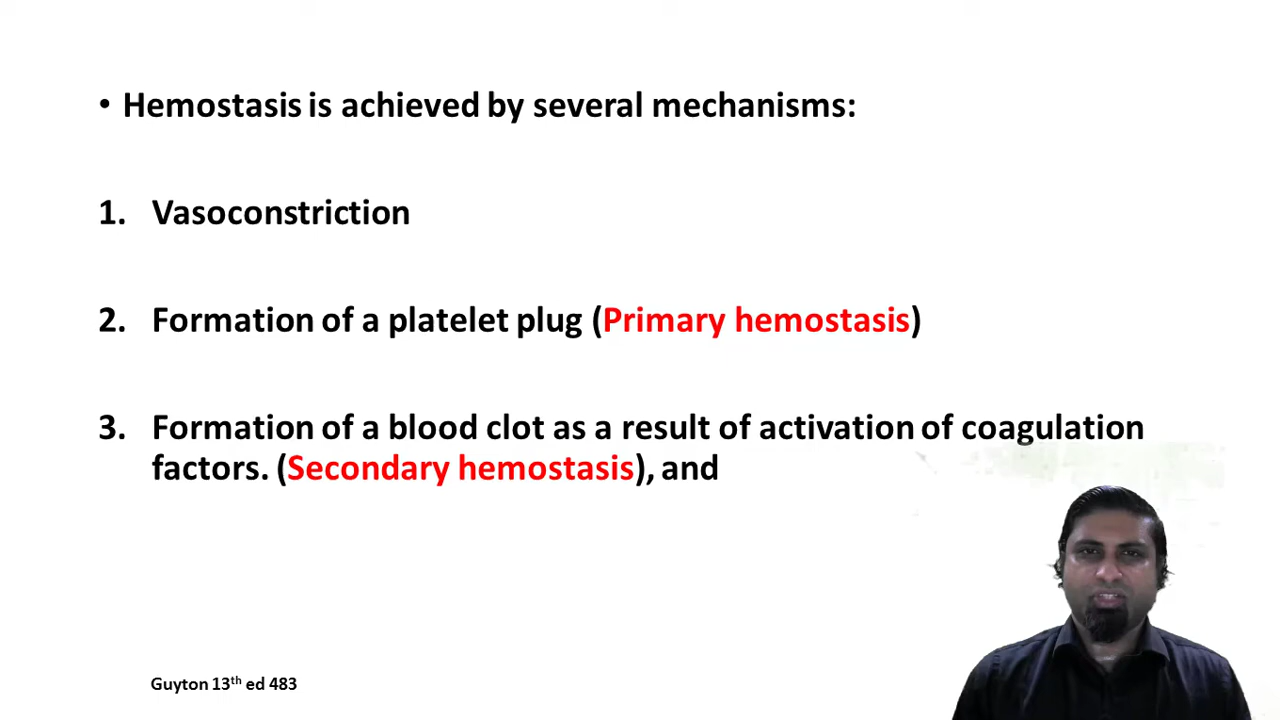 • Hemostasis is achieved by several mechanisms:
1. Vasoconstriction
2. Formation of a platelet plug (Primary hemostasis)
3. Formation of a blood clot as a result of activation of coagulation
factors. (Secondary hemostasis), and
Guyton 13th ed 483